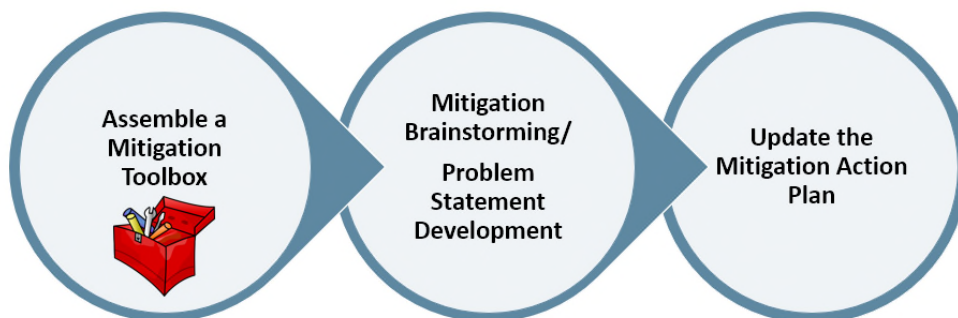 Assemble a
Mitigation
Toolbox
Mitigation
Brainstorming/
Problem
Statement
Development
Update the
Mitigation Action
Plan